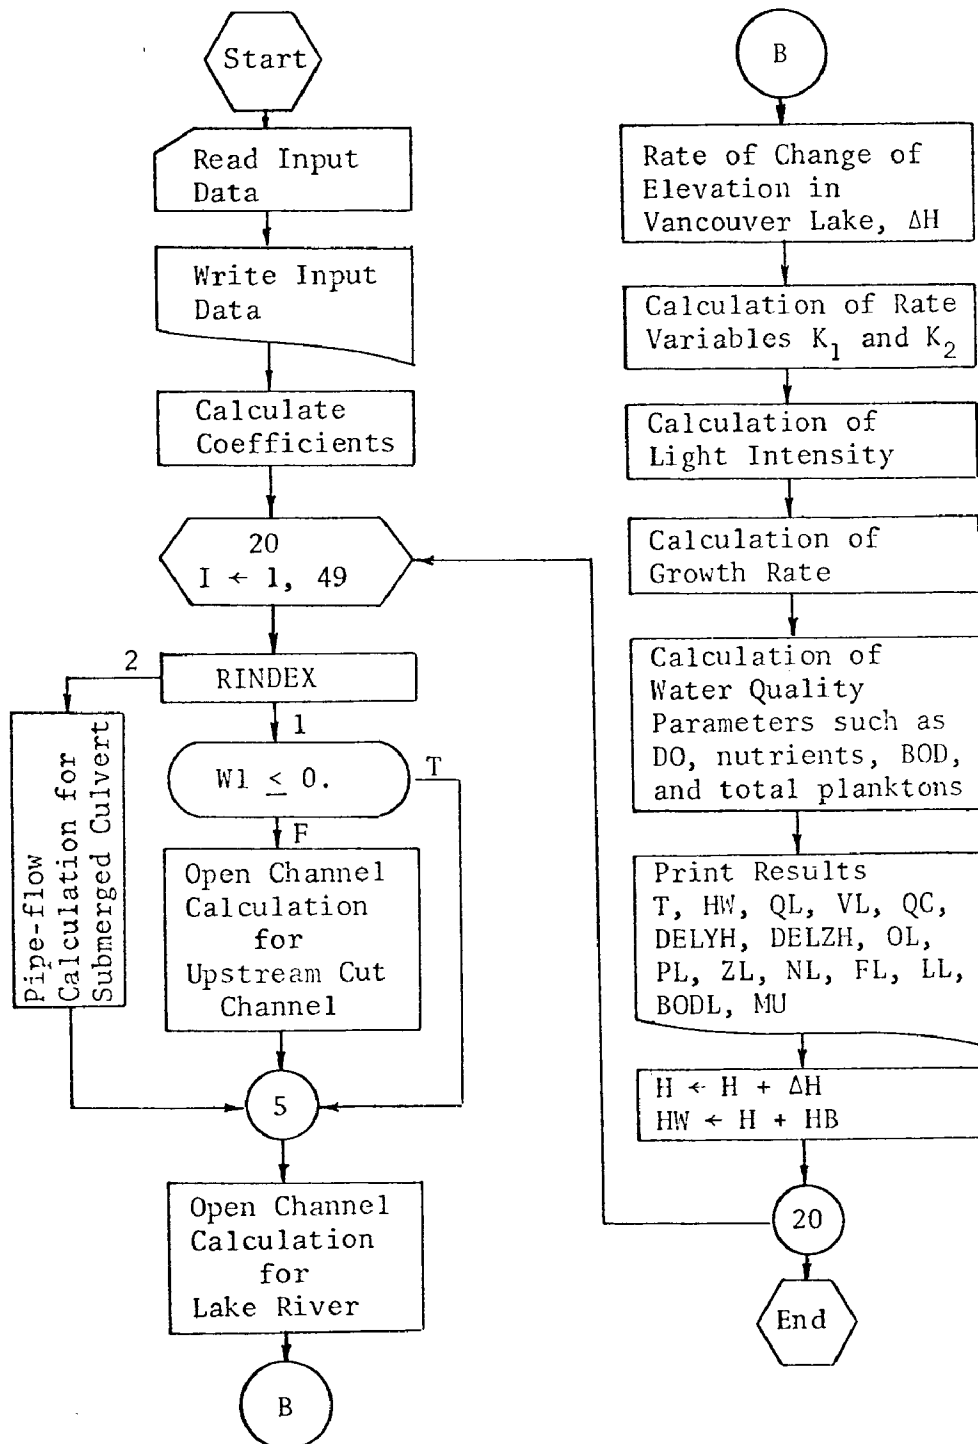 Start
Read Input
Data
Write Input
Data
Calculate
Coefficients
20
I ← 1, 49
2
RINDEX
1
W1 ≤ 0.
T
F
Pipe-flow
Calculation for
Submerged Culvert
Open Channel
Calculation
for
Upstream Cut
Channel
5
Open Channel
Calculation
for
Lake River
B
B
Rate of Change of
Elevation in
Vancouver Lake, ΔH
Calculation of Rate
Variables K₁ and K₂
Calculation of
Light Intensity
Calculation of
Growth Rate
Calculation of
Water Quality
Parameters such as
DO, nutrients, BOD,
and total planktons
Print Results
T, HW, QL, VL, QC,
DELYH, DELZH, OL,
PL, ZL, NL, FL, LL,
BODL, MU
H ← H + ΔH
HW ← H + HB
20
End